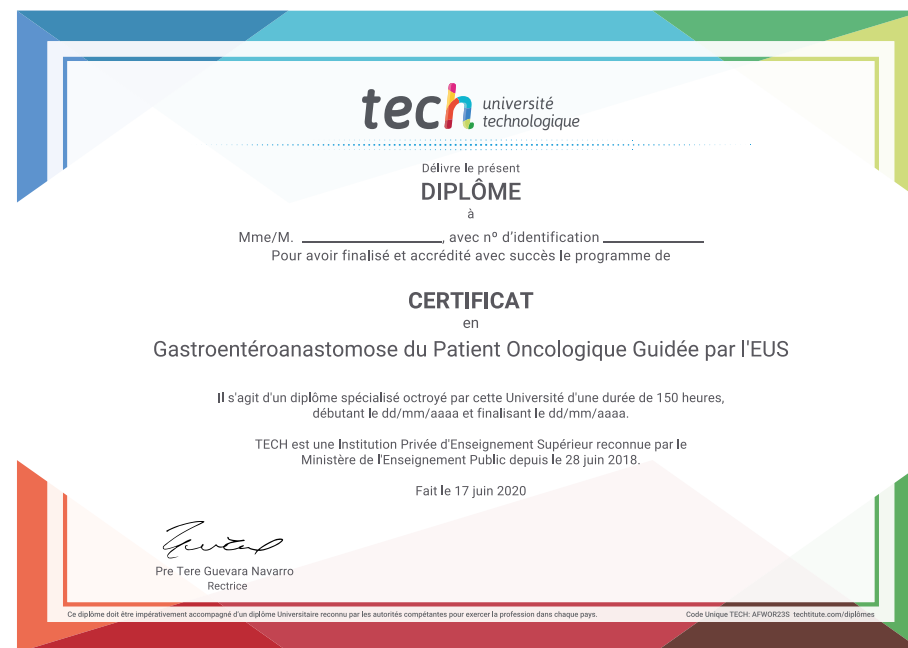 tech université
technologique
Délivre le présent
DIPLÔME
à
Mme/M. ____________________, avec nº d'identification ______________
Pour avoir finalisé et accrédité avec succès le programme de
CERTIFICAT
en
Gastroentéroanastomose du Patient Oncologique Guidée par l'EUS
Il s'agit d'un diplôme spécialisé octroyé par cette Université d'une durée de 150 heures,
débutant le dd/mm/aaaa et finalisant le dd/mm/aaaa.
TECH est une Institution Privée d'Enseignement Supérieur reconnue par le
Ministère de l'Enseignement Public depuis le 28 juin 2018.
Fait le 17 juin 2020
Pre Tere Guevara Navarro
Rectrice
Ce diplôme doit être impérativement accompagné d'un diplôme Universitaire reconnu par les autorités compétentes pour exercer la profession dans chaque pays.
Code Unique TECH: AFWOR23S techtitute.com/diplômes